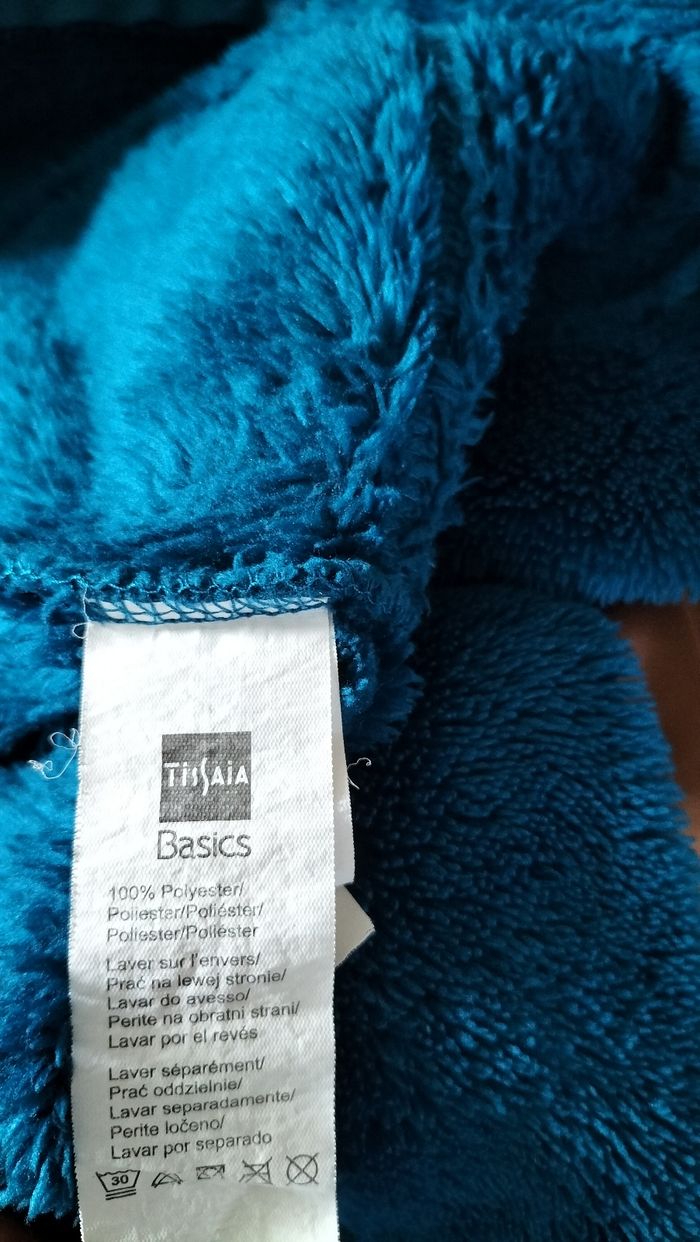 TISSAIA
Basics
100% Polyester/
Poliester/Poliéster/
Poliester/Poliéster
Laver sur l'envers/
Prać na lewej stronie/
Lavar do avesso/
Perite na obratni strani/
Lavar por el revés
Laver séparément/
Prać oddzielnie/
Lavar separadamente/
Perite ločeno/
Lavar por separado
30